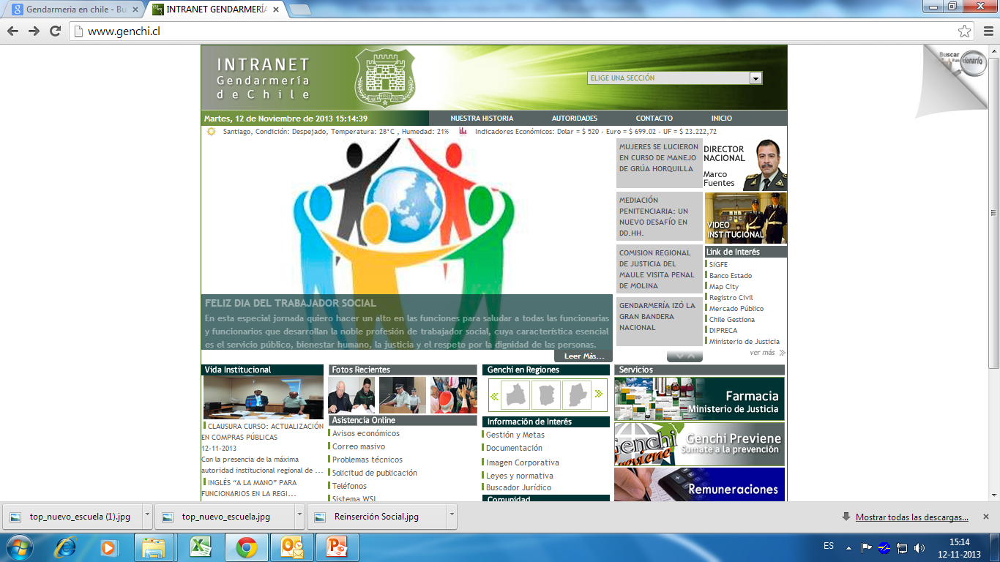 Gendarmeria en chile - Bu
INTRANET GENDARMERÍA
www.genchi.cl
INTRANET
Gendarmería
de Chile
ELIGE UNA SECCIÓN
Buscar
Funcionario
Martes, 12 de Noviembre de 2013 15:14:39
NUESTRA HISTORIA
AUTORIDADES
CONTACTO
INICIO
Santiago, Condición: Despejado, Temperatura: 28°C , Humedad: 21%
Indicadores Económicos: Dolar = $ 520 - Euro = $ 699.02 - UF = $ 23.222,72
FELIZ DIA DEL TRABAJADOR SOCIAL
En esta especial jornada quiero hacer un alto en las funciones para saludar a todas las funcionarias
y funcionarios que desarrollan la noble profesión de trabajador social, cuya característica esencial
es el servicio público, bienestar humano, la justicia y el respeto por la dignidad de las personas.
Leer Más...
MUJERES SE LUCIERON
EN CURSO DE MANEJO
DE GRÚA HORQUILLA
MEDIACIÓN
PENITENCIARIA: UN
NUEVO DESAFÍO EN
DD.HH.
COMISION REGIONAL
DE JUSTICIA DEL
MAULE VISITA PENAL
DE MOLINA
GENDARMERÍA IZÓ LA
GRAN BANDERA
NACIONAL
DIRECTOR
NACIONAL
Marco
Fuentes
VIDEO
INSTITUCIONAL
Link de Interés
SIGFE
Banco Estado
Map City
Registro Civil
Mercado Público
Chile Gestiona
DIPRECA
Ministerio de Justicia
ver más
Vida Institucional
CLAUSURA CURSO: ACTUALIZACIÓN
EN COMPRAS PÚBLICAS
12-11-2013
Con la presencia de la máxima
autoridad institucional regional de ...
INGLÉS “A LA MANO” PARA
FUNCIONARIOS EN LA REGI...
Fotos Recientes
Asistencia Online
Avisos económicos
Correo masivo
Problemas técnicos
Solicitud de publicación
Teléfonos
Sistema WSL
Genchi en Regiones
Información de Interés
Gestión y Metas
Documentación
Imagen Corporativa
Leyes y normativa
Buscador Jurídico
Comunidad
Servicios
Farmacia
Ministerio de Justicia
Genchi
Previene
Genchi Previene
Sumate a la prevención
Remuneraciones
top_nuevo_escuela (1).jpg
top_nuevo_escuela.jpg
Reinserción Social.jpg
Mostrar todas las descargas...
ES
15:14
12-11-2013